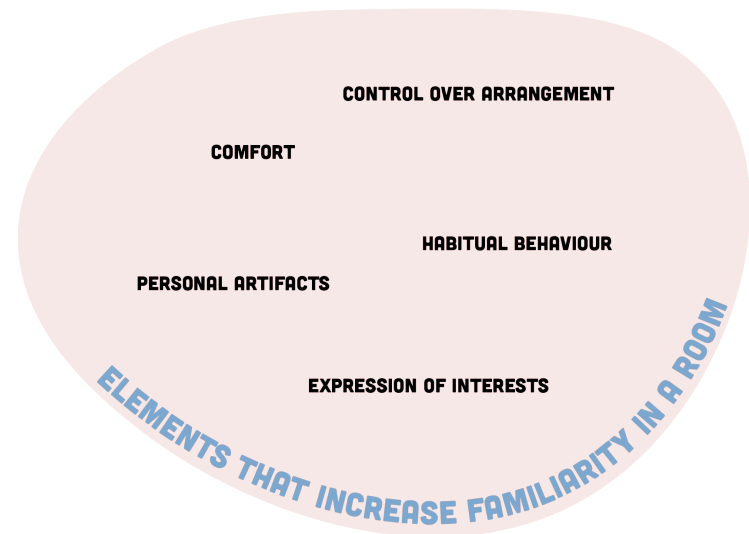 CONTROL OVER ARRANGEMENT
COMFORT
HABITUAL BEHAVIOUR
PERSONAL ARTIFACTS
EXPRESSION OF INTERESTS
ELEMENTS THAT INCREASE FAMILIARITY IN A ROOM